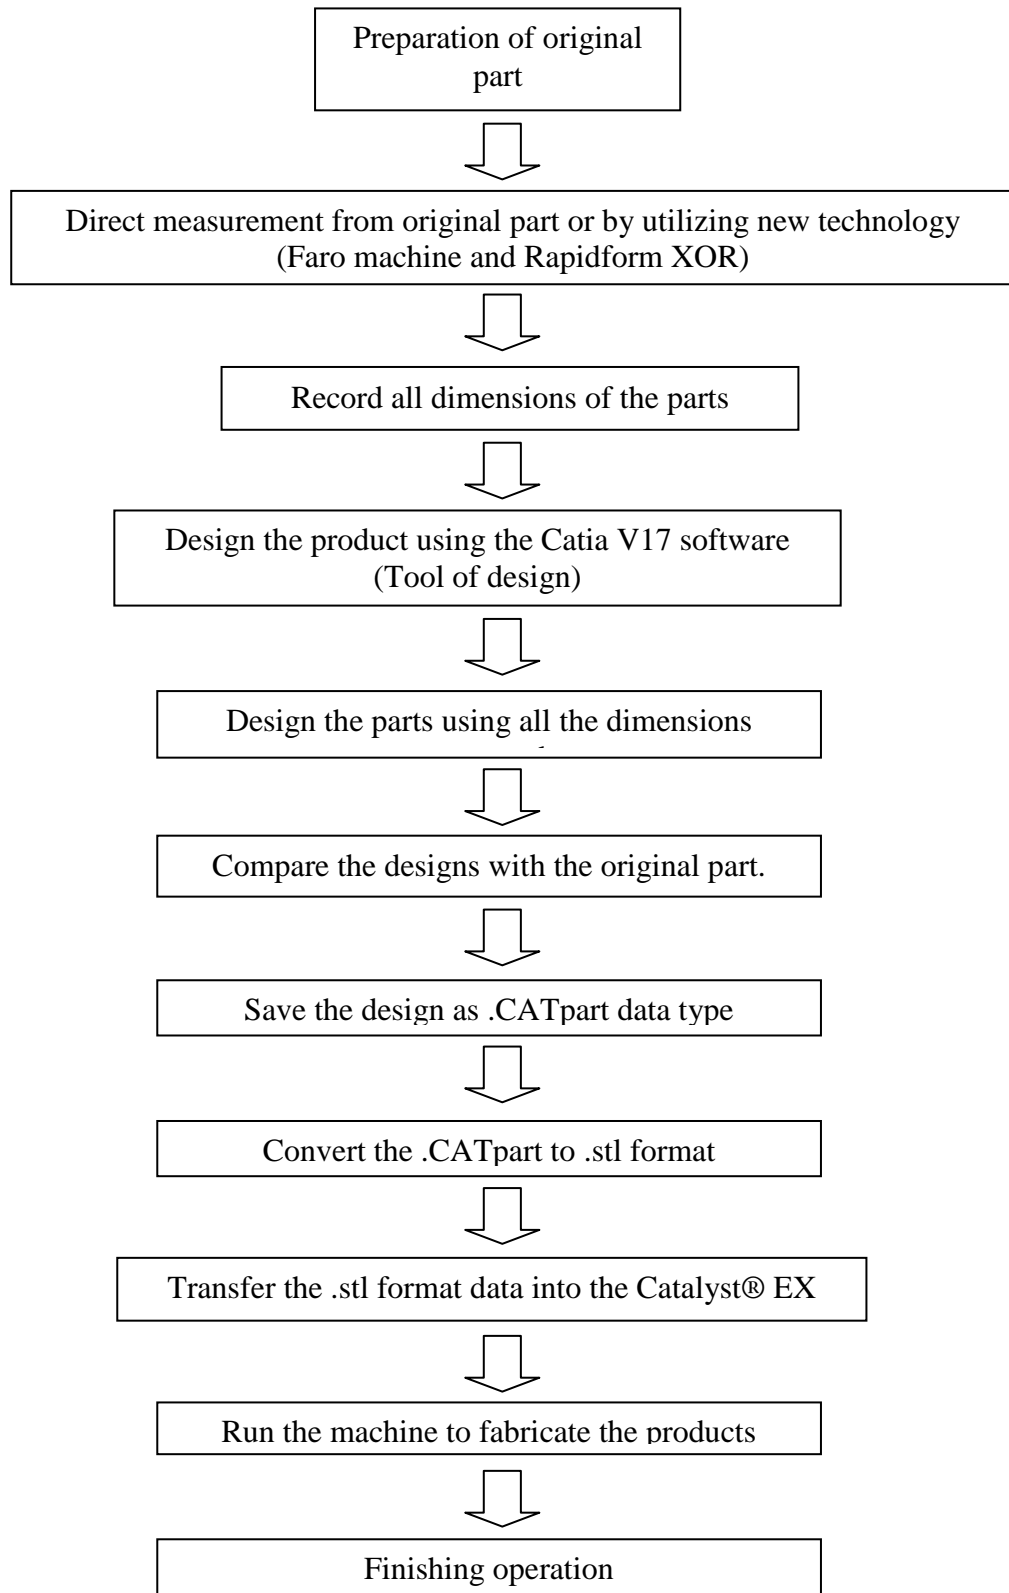 Preparation of original
part
Direct measurement from original part or by utilizing new technology
(Faro machine and Rapidform XOR)
Record all dimensions of the parts
Design the product using the Catia V17 software
(Tool of design)
Design the parts using all the dimensions
Compare the designs with the original part.
Save the design as .CATpart data type
Convert the .CATpart to .stl format
Transfer the .stl format data into the Catalyst® EX
Run the machine to fabricate the products
Finishing operation